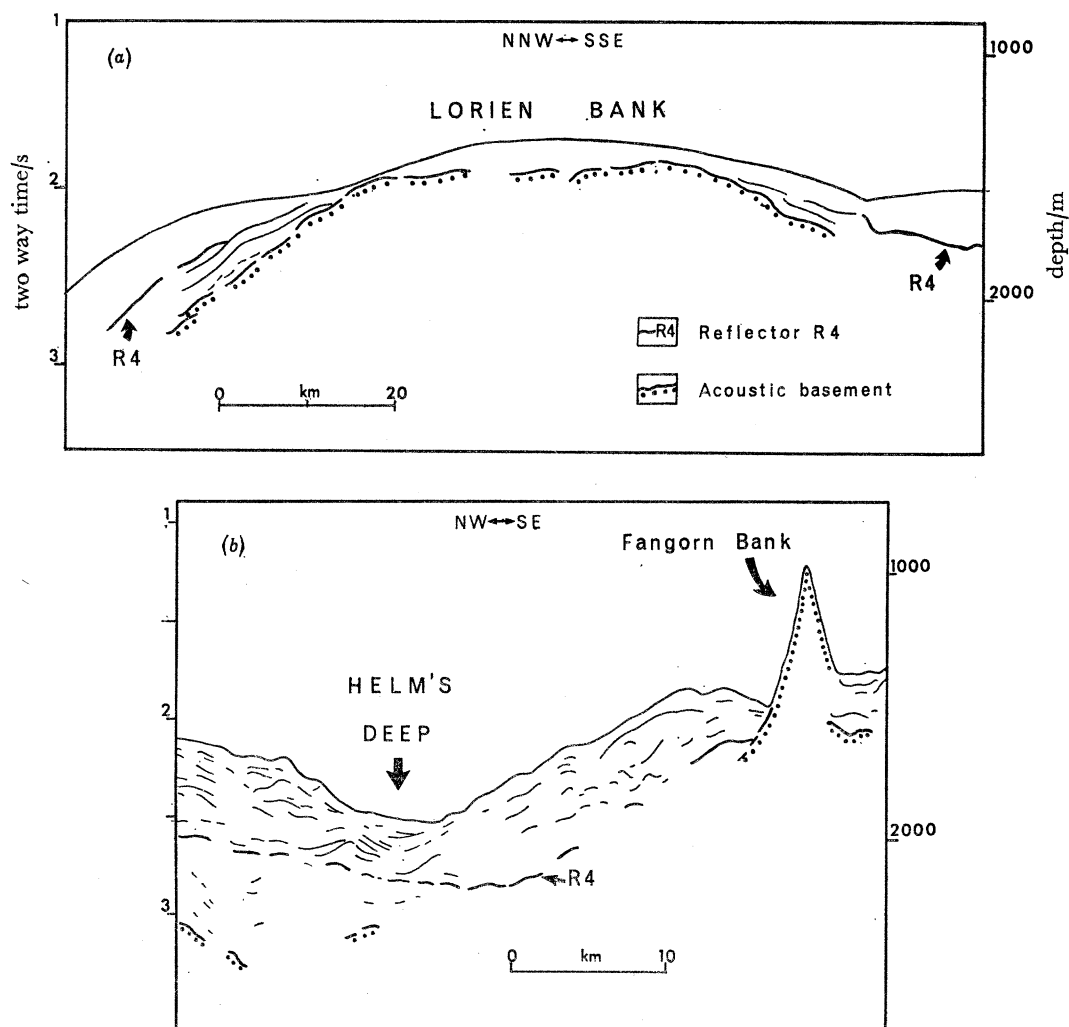 1
(a)
NNW↔SSE
1000
LORIEN BANK
two way time/s
2
depth/m
R4
2000
R4
3
R4 Reflector R4
Acoustic basement
0 km 20
1
(b)
NW↔SE
Fangorn Bank
1000
HELM'S
DEEP
2
2000
R4
3
0 km 10